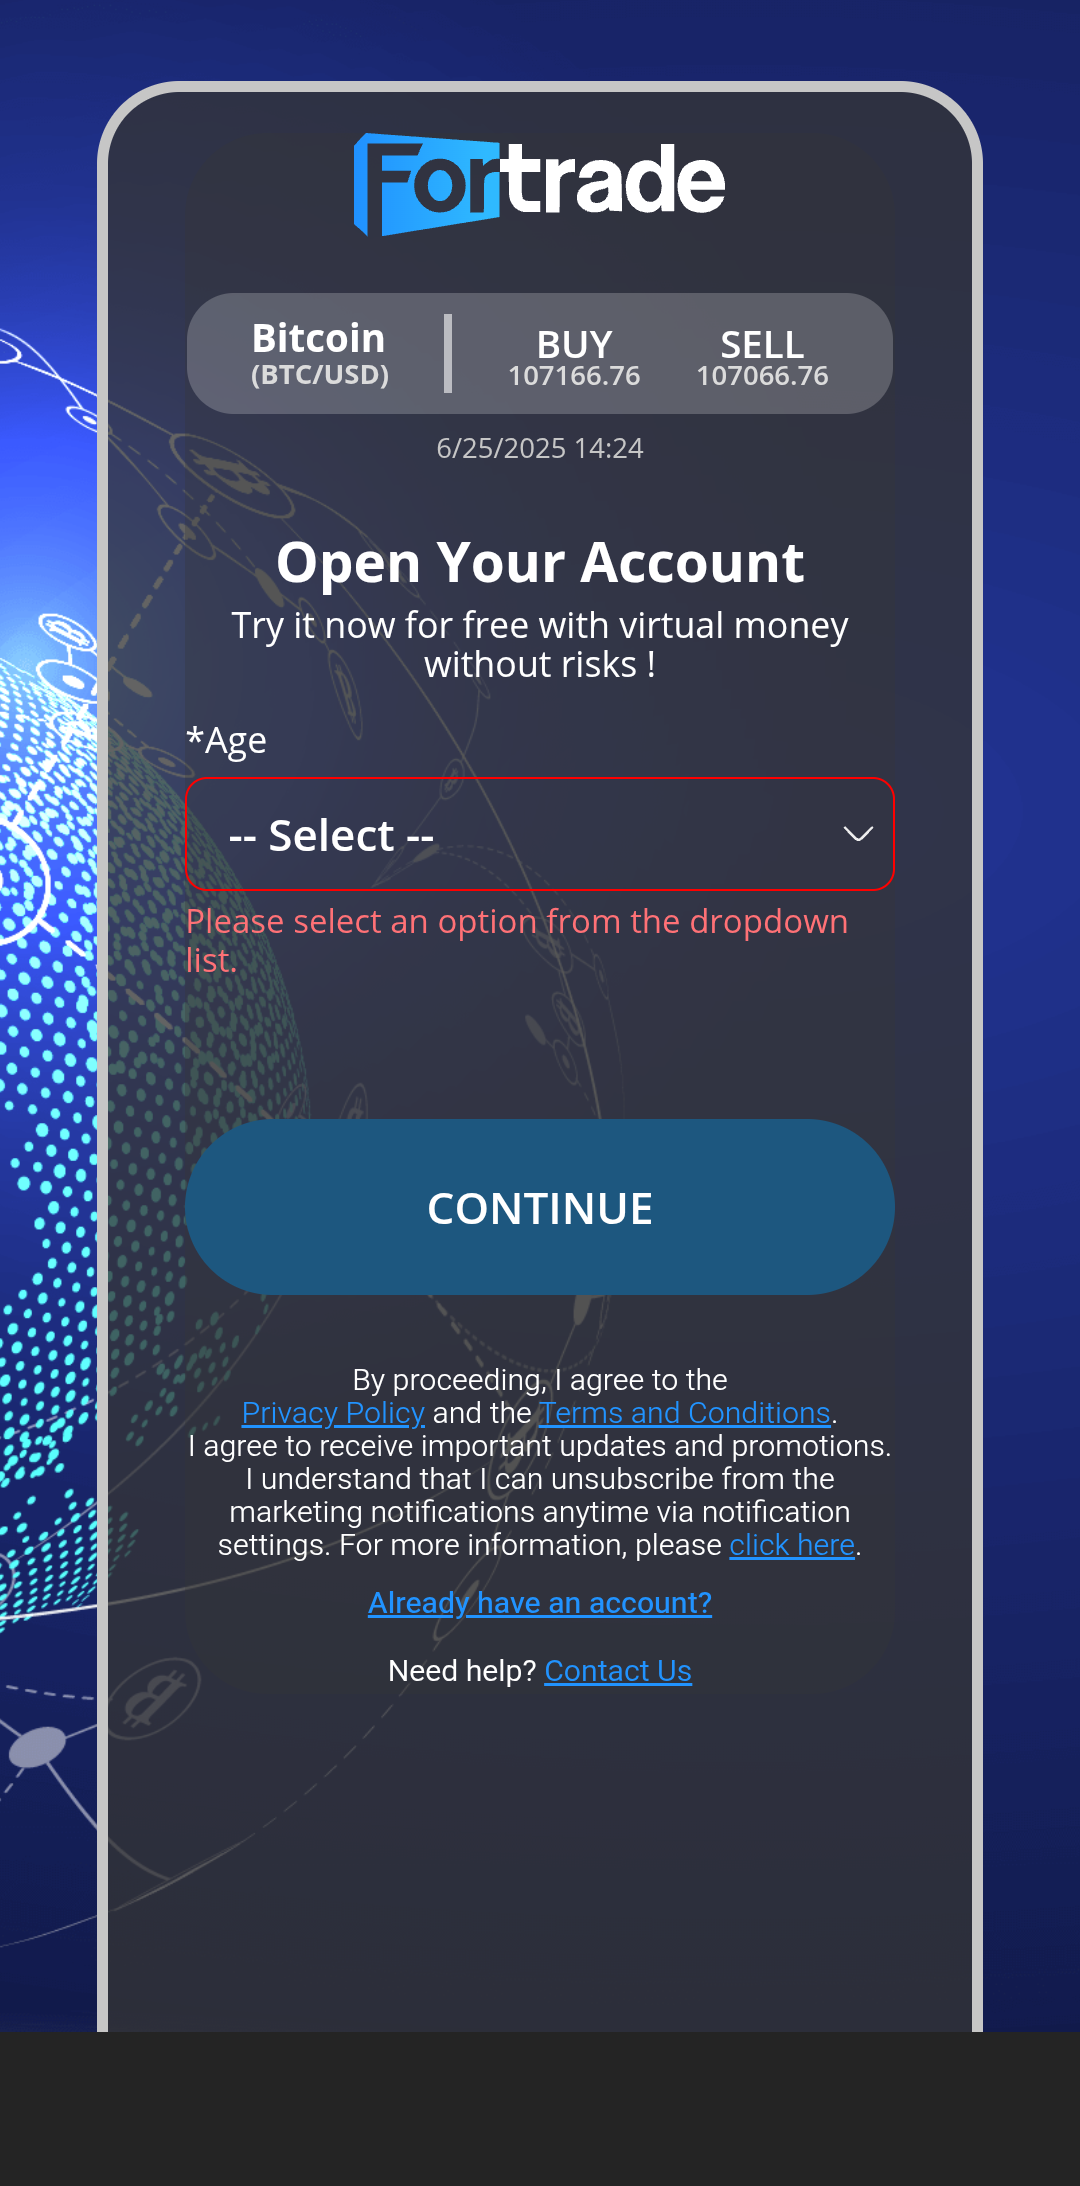 Fortrade
Bitcoin
(BTC/USD)
BUY
107166.76
SELL
107066.76
6/25/2025 14:24
Open Your Account
Try it now for free with virtual money
without risks !
*Age
-- Select --
Please select an option from the dropdown
list.
CONTINUE
By proceeding, I agree to the
Privacy Policy and the Terms and Conditions.
I agree to receive important updates and promotions.
I understand that I can unsubscribe from the
marketing notifications anytime via notification
settings. For more information, please click here.
Already have an account?
Need help? Contact Us